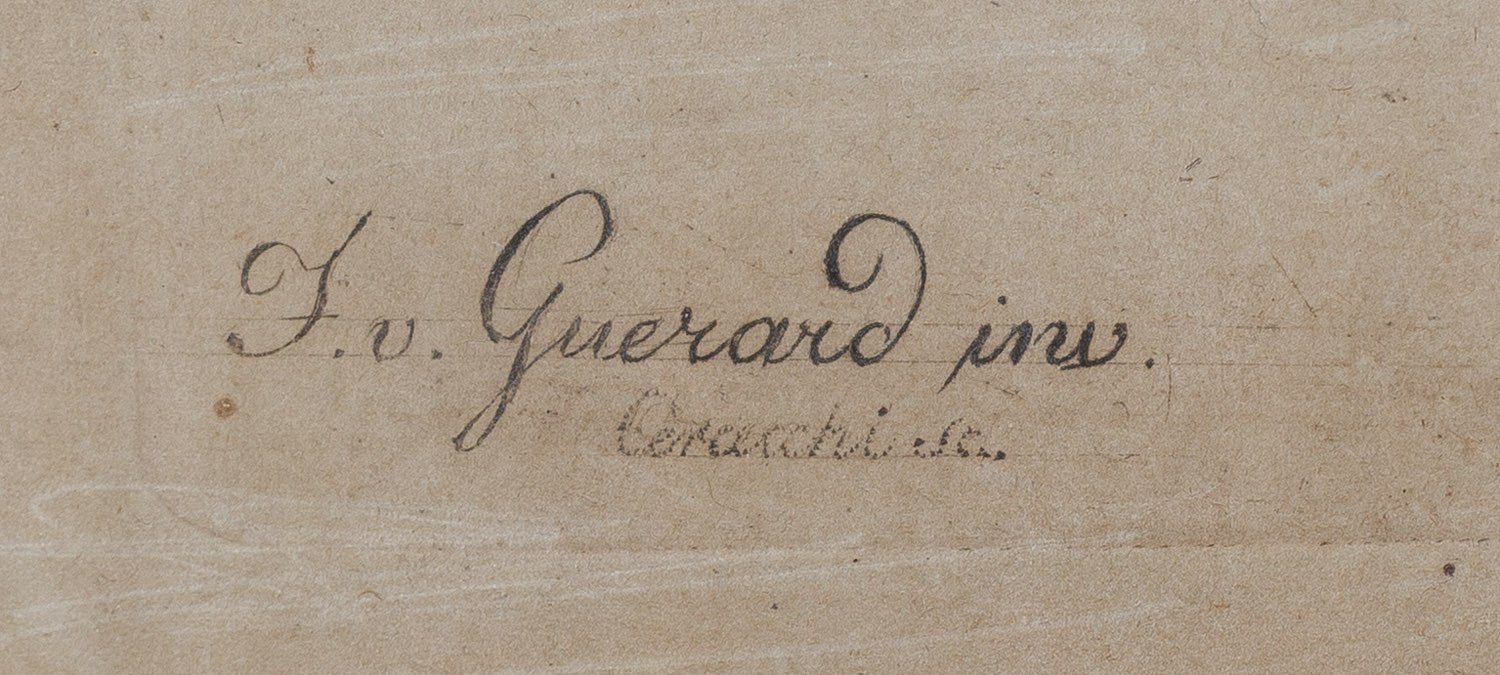 J. v. Guerard inv.
Ceracchi sc.